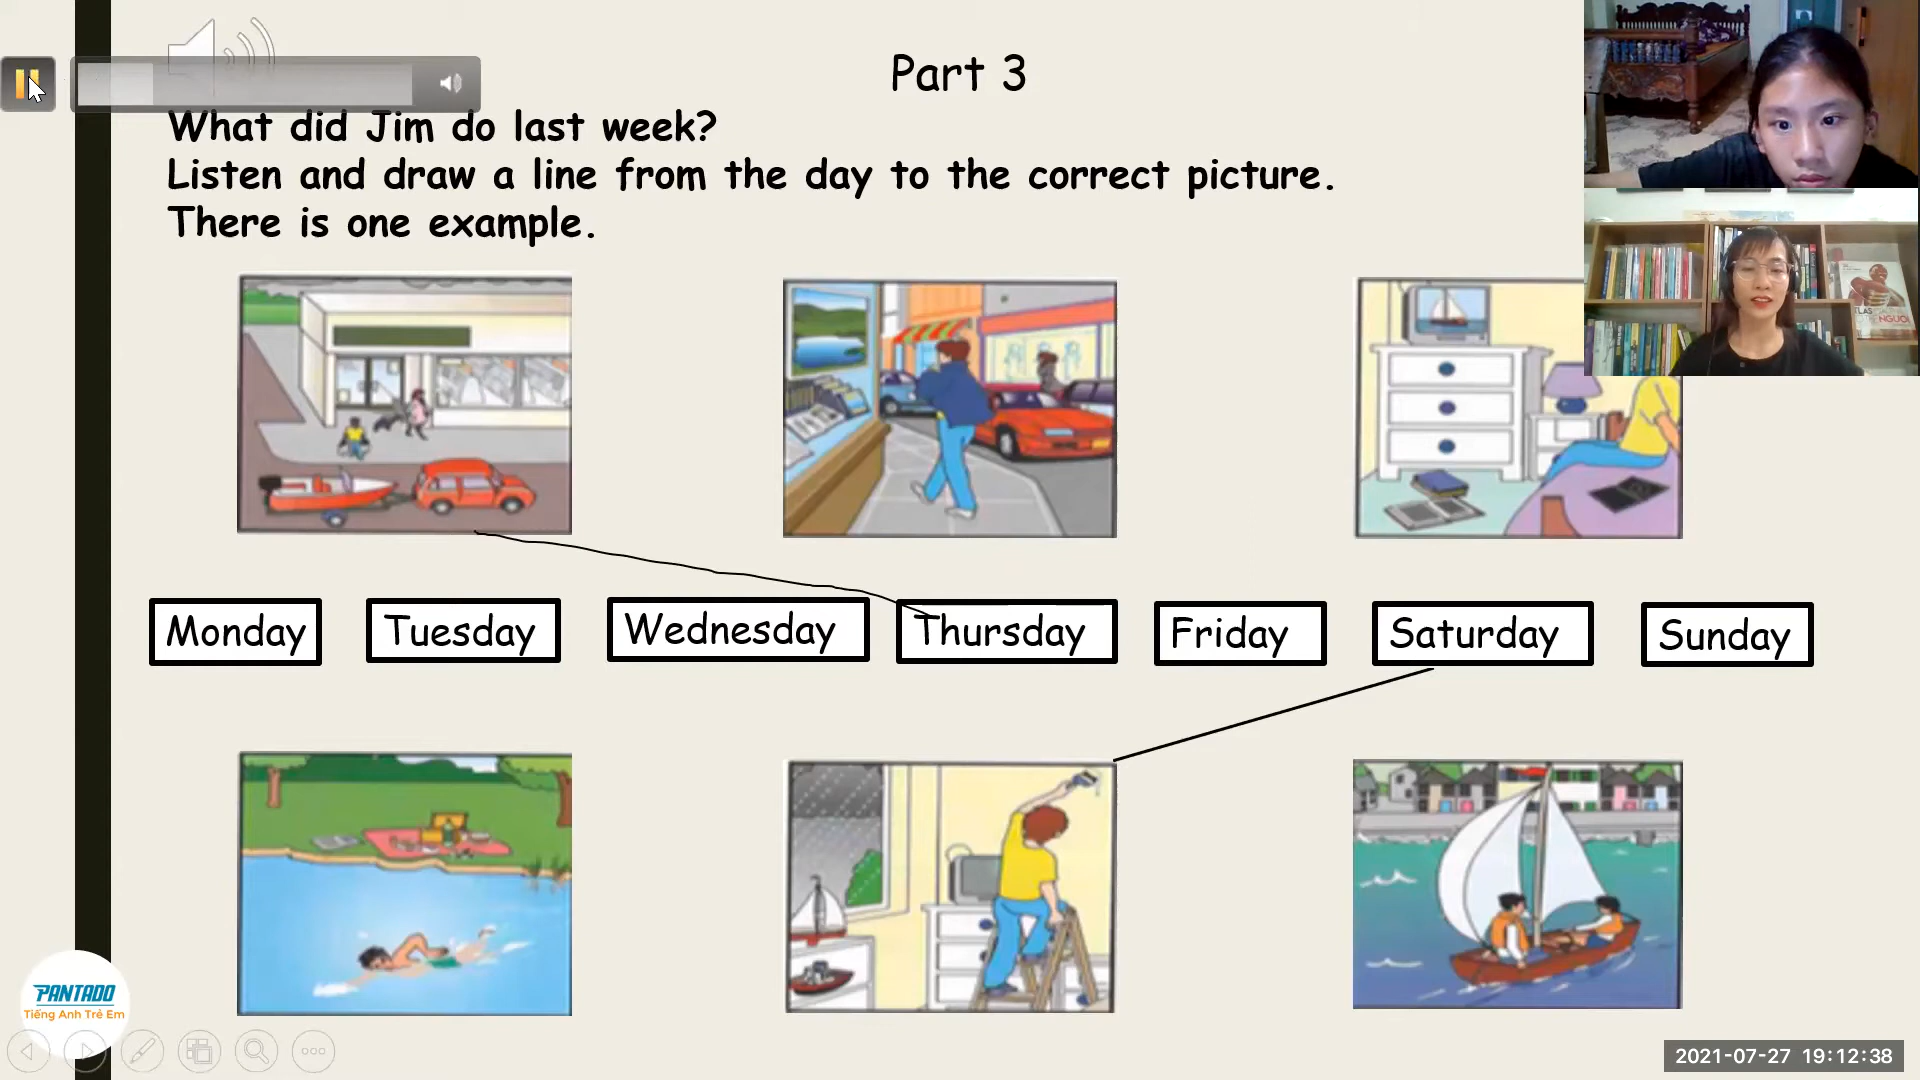 Part 3
What did Jim do last week?
Listen and draw a line from the day to the correct picture.
There is one example.
Monday
Tuesday
Wednesday
Thursday
Friday
Saturday
Sunday
PANTADO
Tiếng Anh Trẻ Em
2021-07-27 19:12:38